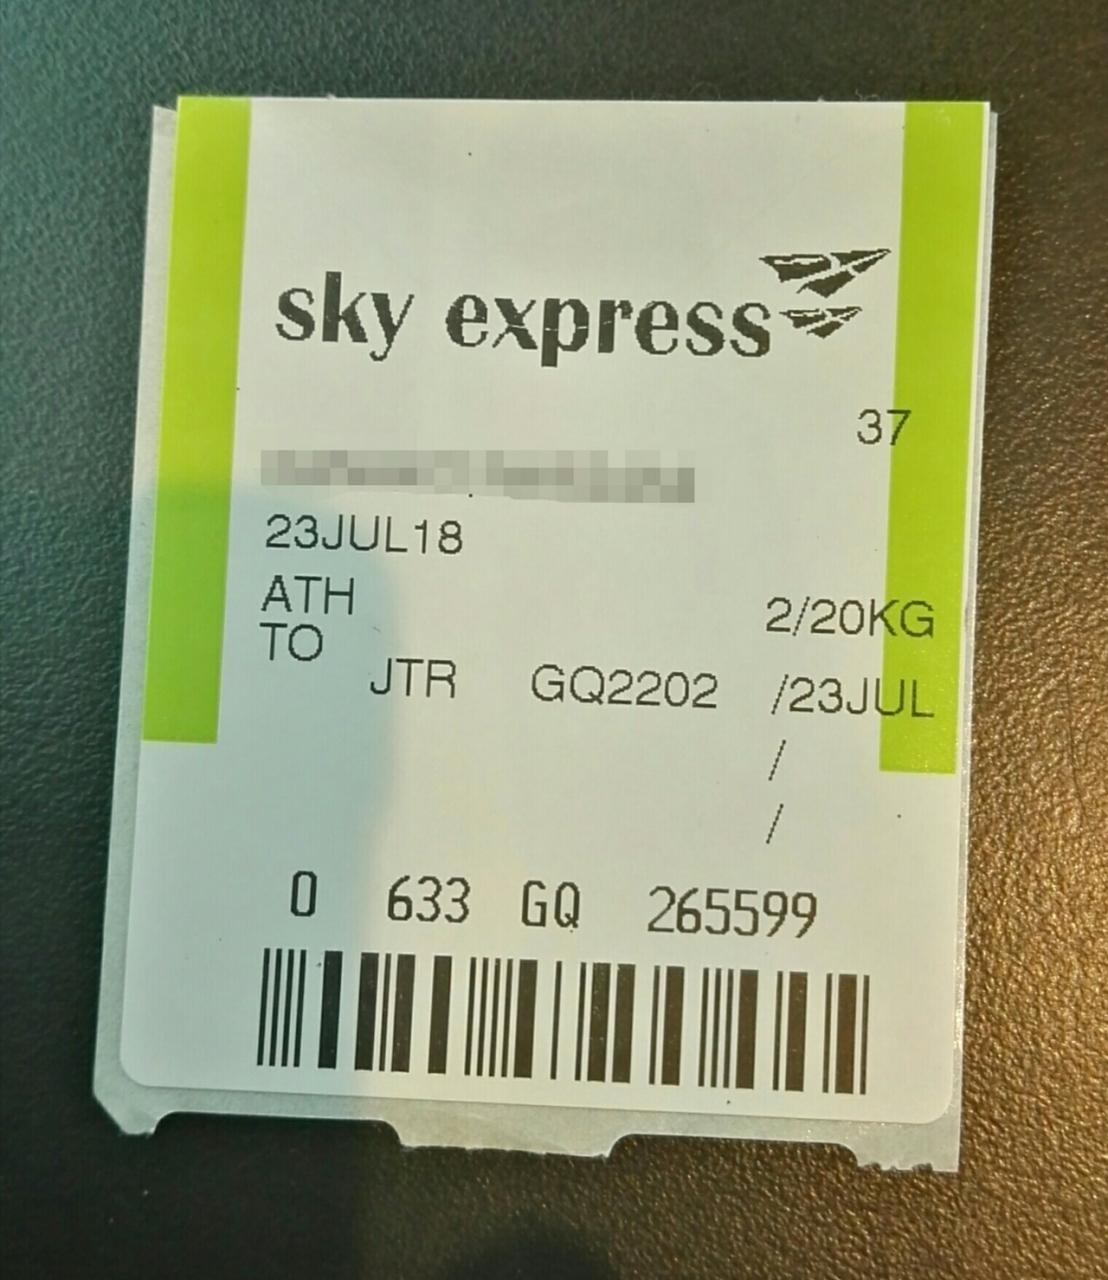 sky express
37
23JUL18
ATH 2/20KG
TO
JTR GQ2202 /23JUL
/
/
0 633 GQ 265599